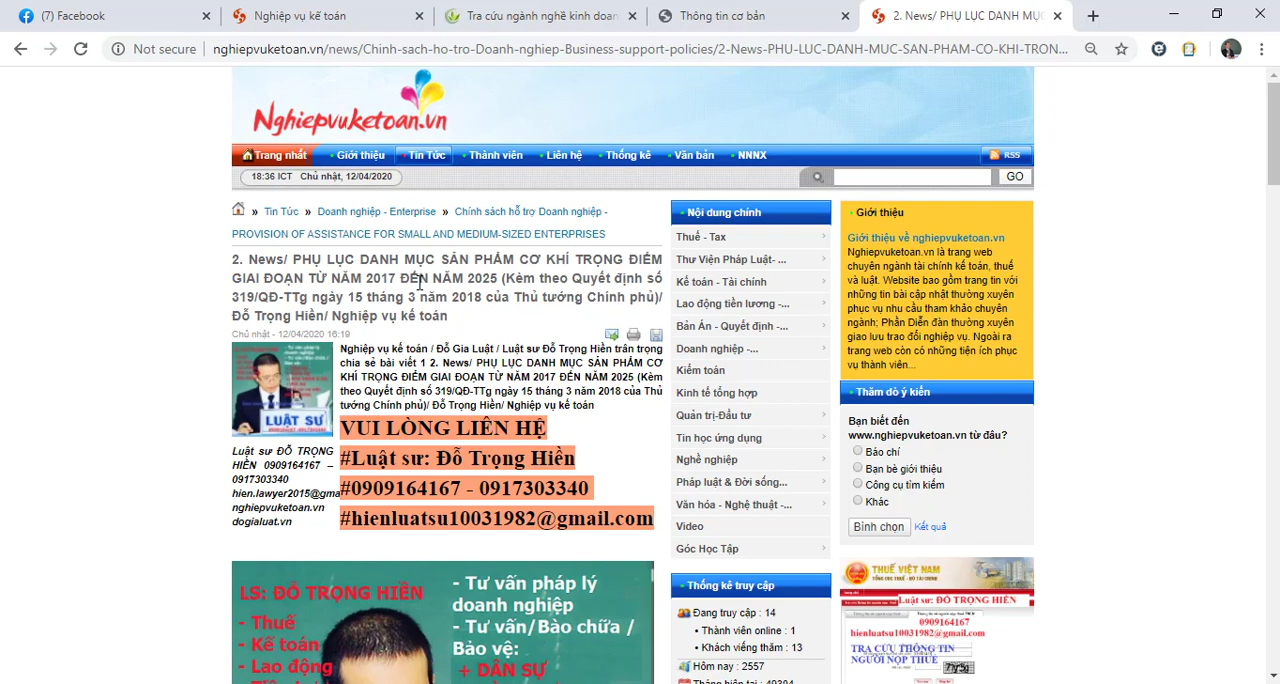 (7) Facebook
Nghiệp vụ kế toán
Tra cứu ngành nghề kinh doan
Thông tin cơ bản
2. News/ PHỤ LỤC DANH MỤC
Not secure
nghiepvuketoan.vn/news/Chinh-sach-ho-tro-Doanh-nghiep-Business-support-policies/2-News-PHU-LUC-DANH-MUC-SAN-PHAM-CO-KHI-TRON...
Nghiepvuketoan.vn
Trang nhất
Giới thiệu
Tin Tức
Thành viên
Liên hệ
Thống kê
Văn bản
NNNX
RSS
18:36 ICT Chủ nhật, 12/04/2020
GO
» Tin Tức » Doanh nghiệp - Enterprise » Chính sách hỗ trợ Doanh nghiệp -
PROVISION OF ASSISTANCE FOR SMALL AND MEDIUM-SIZED ENTERPRISES
2. News/ PHỤ LỤC DANH MỤC SẢN PHẨM CƠ KHÍ TRỌNG ĐIỂM
GIAI ĐOẠN TỪ NĂM 2017 ĐẾN NĂM 2025 (Kèm theo Quyết định số
319/QĐ-TTg ngày 15 tháng 3 năm 2018 của Thủ tướng Chính phủ)/
Đỗ Trọng Hiền/ Nghiệp vụ kế toán
Chủ nhật - 12/04/2020 16:19
LUẬT SƯ
Luật sư ĐỖ TRỌNG
HIỀN 0909164167 –
0917303340
hien.lawyer2015@gma
nghiepvuketoan.vn
dogialuat.vn
Nghiệp vụ kế toán / Đỗ Gia Luật / Luật sư Đỗ Trọng Hiền trân trọng
chia sẻ bài viết 1 2. News/ PHỤ LỤC DANH MỤC SẢN PHẨM CƠ
KHÍ TRỌNG ĐIỂM GIAI ĐOẠN TỪ NĂM 2017 ĐẾN NĂM 2025 (Kèm
theo Quyết định số 319/QĐ-TTg ngày 15 tháng 3 năm 2018 của Thủ
tướng Chính phủ)/ Đỗ Trọng Hiền/ Nghiệp vụ kế toán
VUI LÒNG LIÊN HỆ
#Luật sư: Đỗ Trọng Hiền
#0909164167 - 0917303340
#hienluatsu10031982@gmail.com
LS: ĐỖ TRỌNG HIỀN
- Thuế
- Kế toán
- Lao động
- Tư vấn pháp lý
doanh nghiệp
- Tư vấn/Bào chữa /
Bảo vệ:
+ DÂN SỰ
Nội dung chính
Thuế - Tax
Thư Viện Pháp Luật- ...
Kế toán - Tài chính
Lao động tiền lương -...
Bản Án - Quyết định -...
Doanh nghiệp -...
Kiểm toán
Kinh tế tổng hợp
Quản trị-Đầu tư
Tin học ứng dụng
Nghề nghiệp
Pháp luật & Đời sống...
Văn hóa - Nghệ thuật -...
Video
Góc Học Tập
Thống kê truy cập
Đang truy cập : 14
• Thành viên online : 1
• Khách viếng thăm : 13
Hôm nay : 2557
Tháng hiện tại : 49394
Giới thiệu
Giới thiệu về nghiepvuketoan.vn
Nghiepvuketoan.vn là trang web
chuyên ngành tài chính kế toán, thuế
và luật. Website bao gồm trang tin với
những tin bài cập nhật thường xuyên
phục vụ nhu cầu tham khảo chuyên
ngành; Phần Diễn đàn thường xuyên
giao lưu trao đổi nghiệp vụ. Ngoài ra
trang web còn có những tiện ích phục
vụ thành viên...
Thăm dò ý kiến
Bạn biết đến
www.nghiepvuketoan.vn từ đâu?
Báo chí
Bạn bè giới thiệu
Công cụ tìm kiếm
Khác
Bình chọn
Kết quả
THUẾ VIỆT NAM
Luật sư: ĐỖ TRỌNG HIỀN
0909164167
hienluatsu10031982@gmail.com
TRA CỨU THÔNG TIN
NGƯỜI NỘP THUẾ